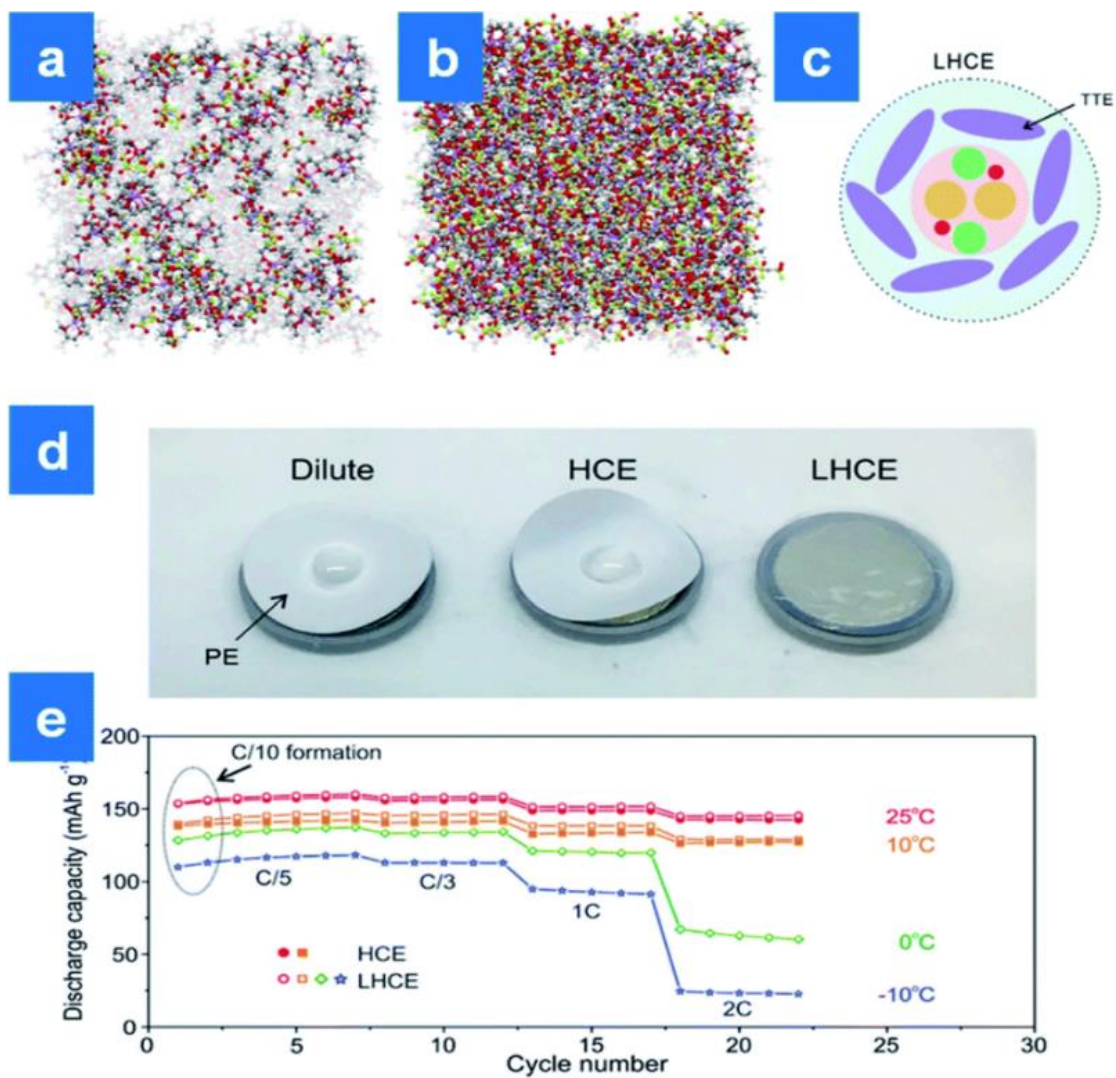 a
b
c
LHCE
TTE
d
Dilute
HCE
LHCE
PE
e
Discharge capacity (mAh g⁻¹
200
150
100
50
0
C/10 formation
C/5
C/3
1C
2C
25°C
10°C
0°C
-10°C
HCE
LHCE
0
5
10
15
20
25
30
Cycle number